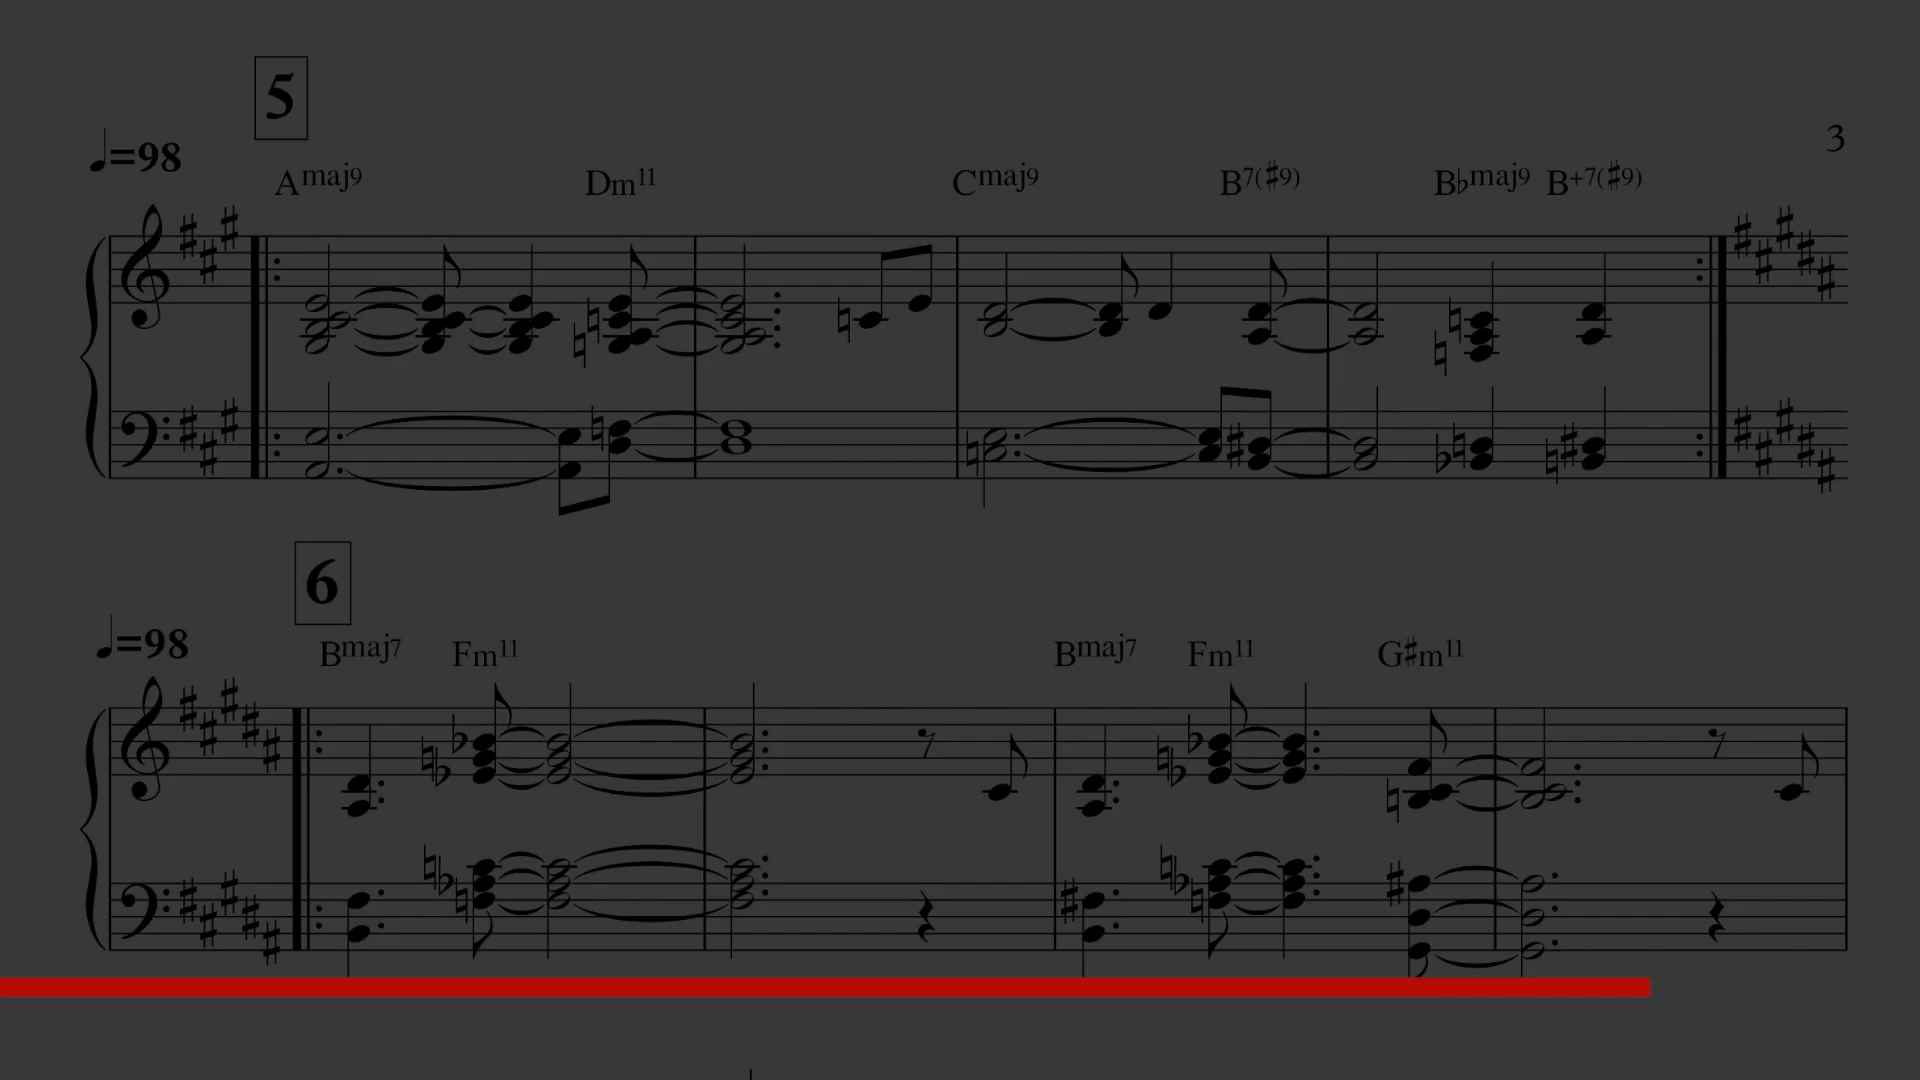 5
♩=98
3
Amaj9 Dm11 Cmaj9 B7(♯9) B♭maj9 B+7(♯9)
6
♩=98
Bmaj7 Fm11 Bmaj7 Fm11 G♯m11